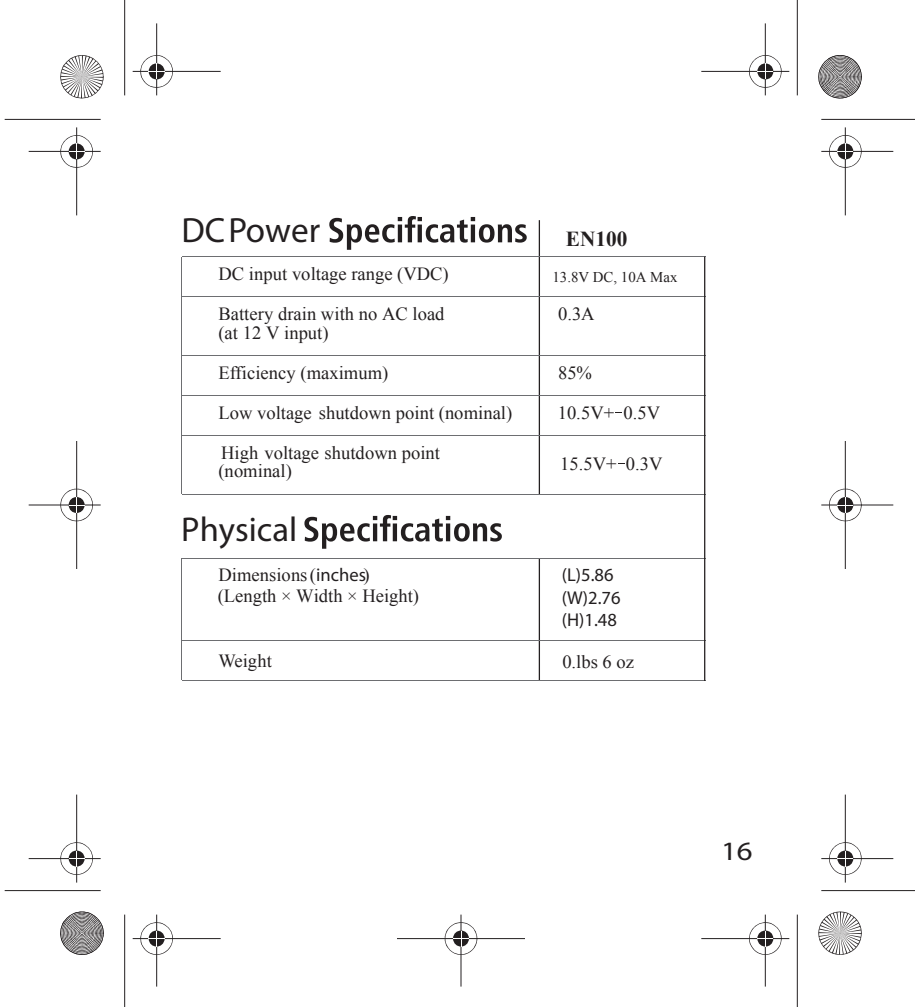 DC Power Specifications EN100
DC input voltage range (VDC) 13.8V DC, 10A Max
Battery drain with no AC load 0.3A
(at 12 V input)
Efficiency (maximum) 85%
Low voltage shutdown point (nominal) 10.5V+-0.5V
High voltage shutdown point
(nominal) 15.5V+-0.3V
Physical Specifications
Dimensions (inches) (L)5.86
(Length × Width × Height) (W)2.76
(H)1.48
Weight 0.lbs 6 oz
16